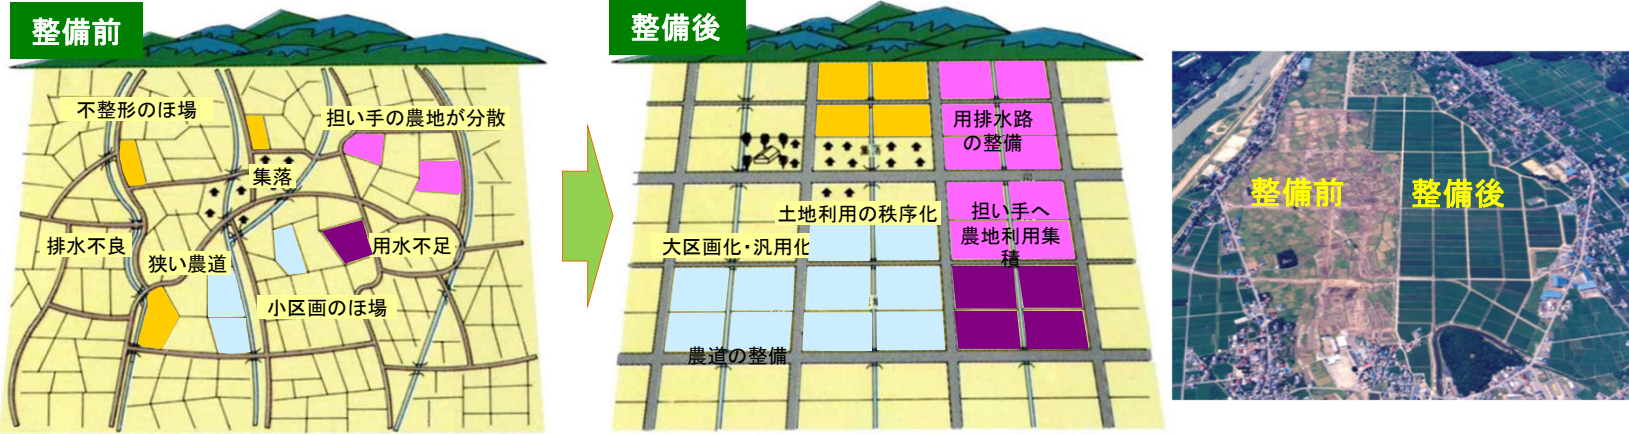 整備前
不整形のほ場
担い手の農地が分散
集落
排水不良
狭い農道
用水不足
小区画のほ場
整備後
用排水路
の整備
集落
土地利用の秩序化
担い手へ
農地利用集
積
大区画化・汎用化
農道の整備
整備前
整備後